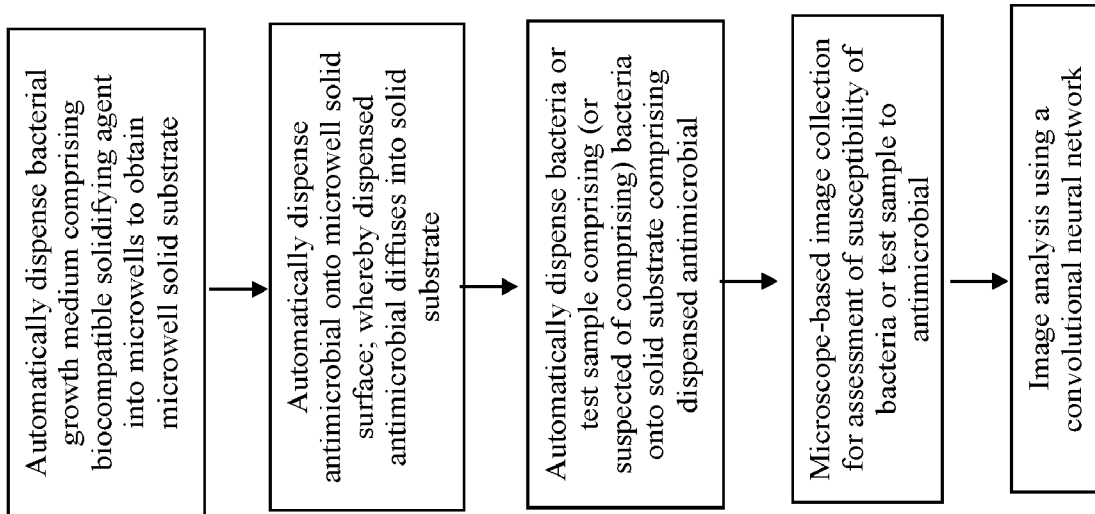 Automatically dispense bacterial
growth medium comprising
biocompatible solidifying agent
into microwells to obtain
microwell solid substrate
Automatically dispense
antimicrobial onto microwell solid
surface; whereby dispensed
antimicrobial diffuses into solid
substrate
Automatically dispense bacteria or
test sample comprising (or
suspected of comprising) bacteria
onto solid substrate comprising
dispensed antimicrobial
Microscope-based image collection
for assessment of susceptibility of
bacteria or test sample to
antimicrobial
Image analysis using a
convolutional neural network